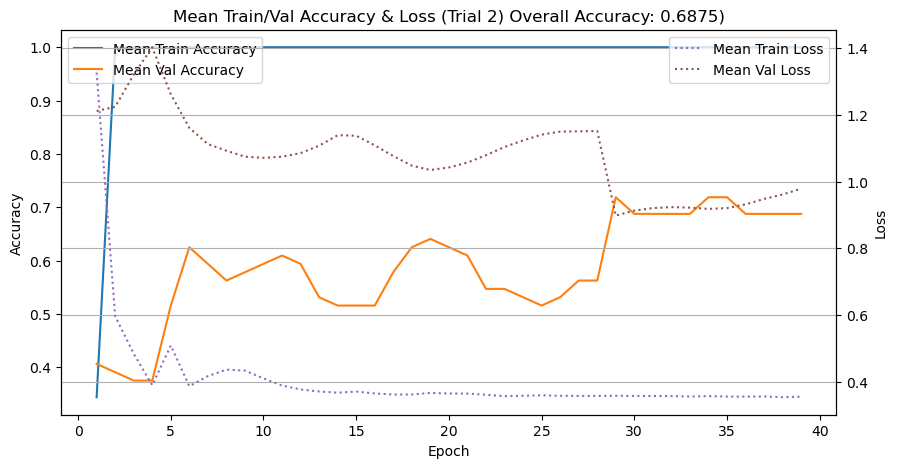 Mean Train/Val Accuracy & Loss (Trial 2) Overall Accuracy: 0.6875)
Mean Train Accuracy
Mean Val Accuracy
Mean Train Loss
Mean Val Loss
Accuracy
1.0
0.9
0.8
0.7
0.6
0.5
0.4
1.4
1.2
1.0
0.8
0.6
0.4
Loss
0 5 10 15 20 25 30 35 40
Epoch